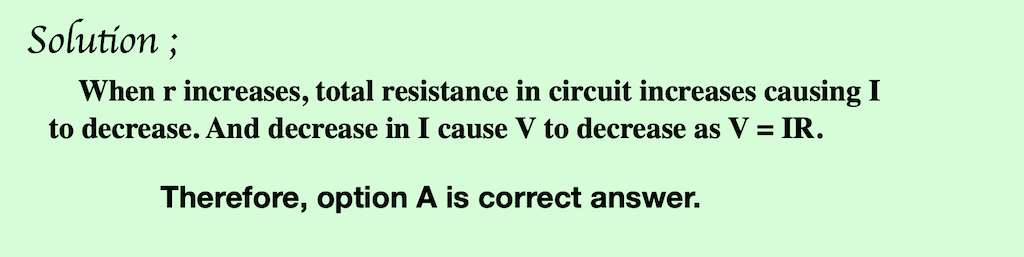 Solution ;
When r increases, total resistance in circuit increases causing I
to decrease. And decrease in I cause V to decrease as V = IR.
Therefore, option A is correct answer.